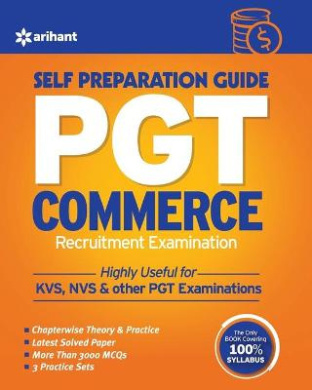 arihant
SELF PREPARATION GUIDE
PGT
COMMERCE
Recruitment Examination
Highly Useful for
KVS, NVS & other PGT Examinations
Chapterwise Theory & Practice
Latest Solved Paper
More Than 3000 MCQs
3 Practice Sets
The Only
BOOK Covering
100%
SYLLABUS
$